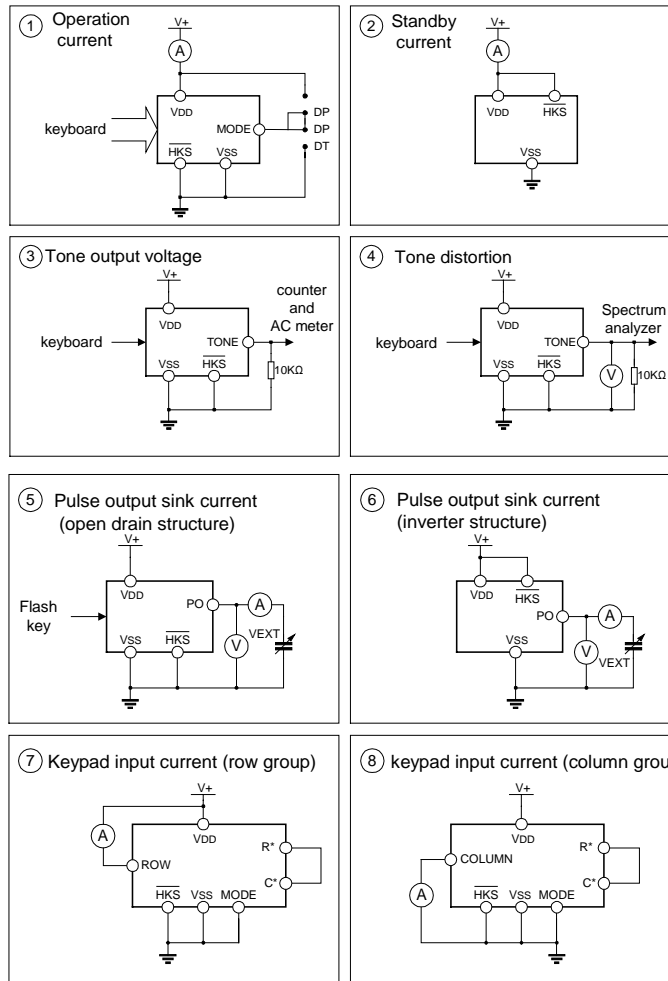 1 Operation
current
V+
A
VDD
keyboard
MODE
DP
DP
DT
HKS
VSS
2 Standby
current
V+
A
VDD
HKS
VSS
3 Tone output voltage
V+
counter
and
AC meter
VDD
keyboard
TONE
VSS
HKS
10KΩ
4 Tone distortion
V+
Spectrum
analyzer
VDD
keyboard
TONE
VSS
HKS
V
10KΩ
5 Pulse output sink current
(open drain structure)
V+
VDD
PO
A
Flash
key
VSS
HKS
V
VEXT
6 Pulse output sink current
(inverter structure)
V+
VDD
HKS
PO
A
VSS
V
VEXT
7 Keypad input current (row group)
V+
A
VDD
R*
ROW
C*
HKS
VSS
MODE
8 keypad input current (column grou
V+
VDD
COLUMN
R*
A
C*
HKS
VSS
MODE